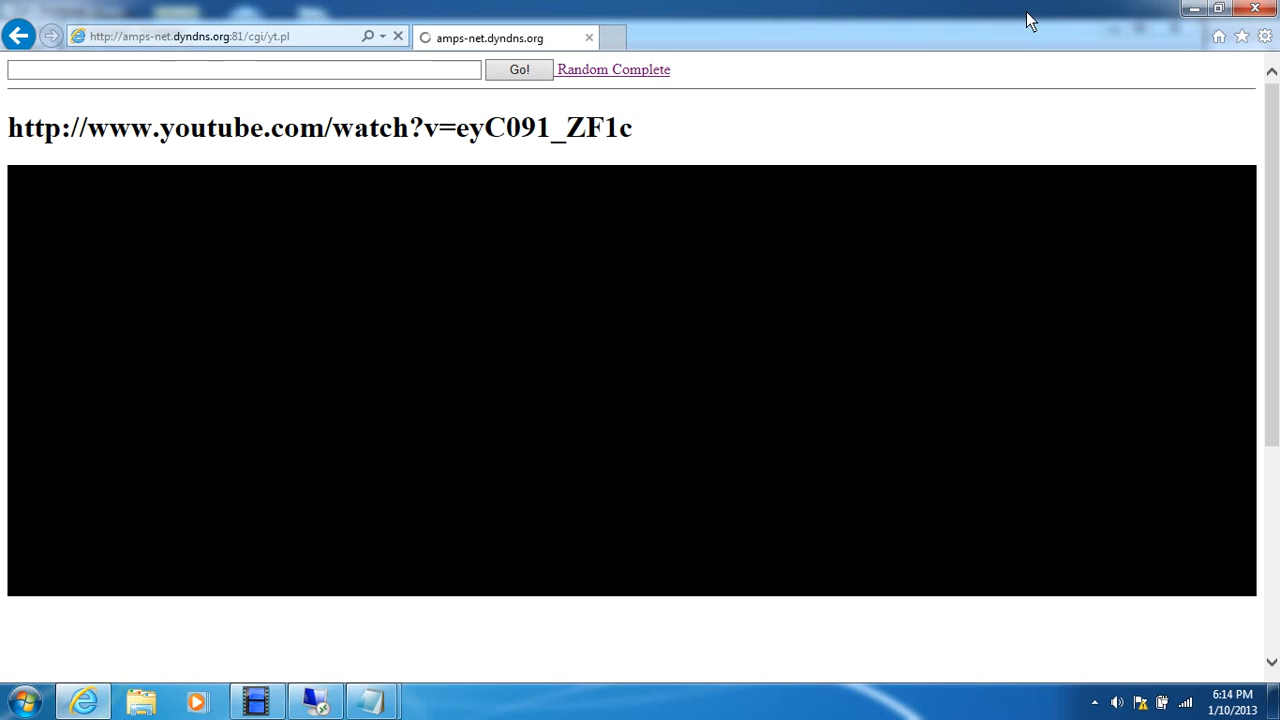 http://amps-net.dyndns.org:81/cgi/yt.pl
amps-net.dyndns.org
Go!
Random Complete
http://www.youtube.com/watch?v=eyC091_ZF1c
6:14 PM
1/10/2013